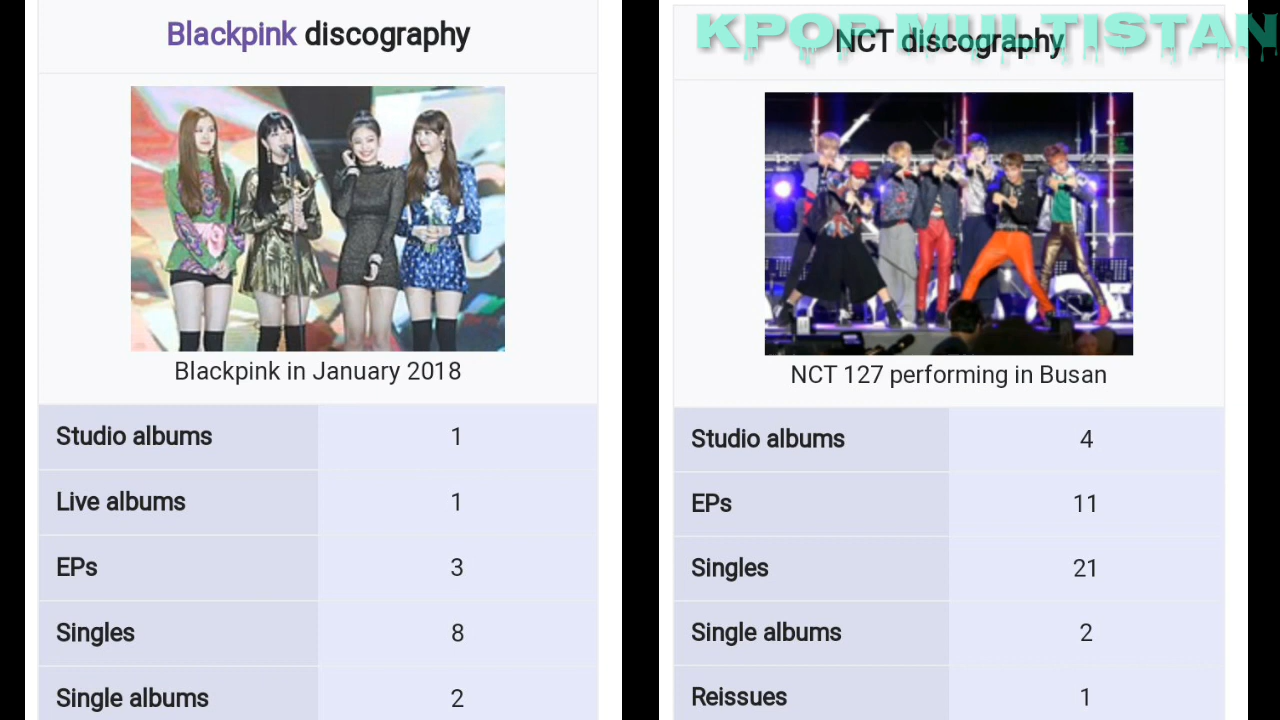 Blackpink discography
Blackpink in January 2018
Studio albums 1
Live albums 1
EPs 3
Singles 8
Single albums 2
KPOP MULTISTAN
NCT discography
NCT 127 performing in Busan
Studio albums 4
EPs 11
Singles 21
Single albums 2
Reissues 1